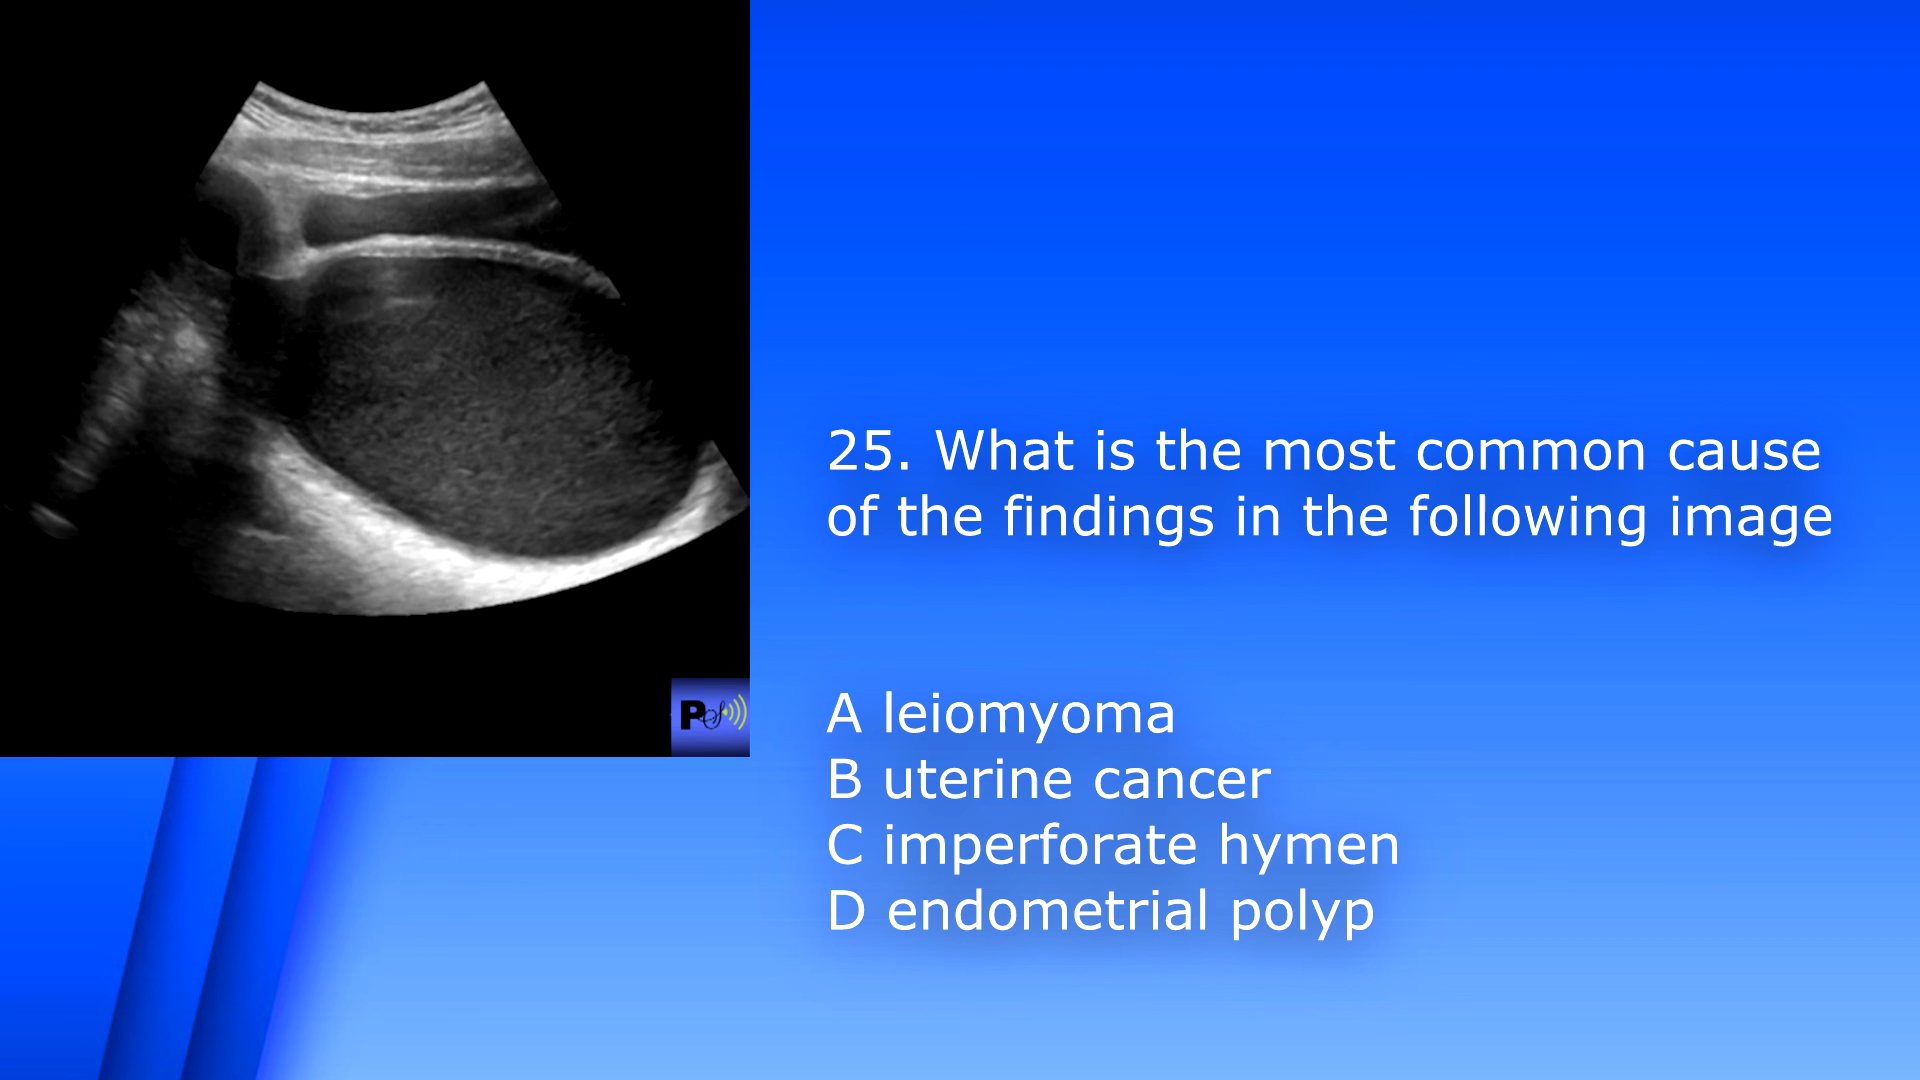 25. What is the most common cause
of the findings in the following image
A leiomyoma
B uterine cancer
C imperforate hymen
D endometrial polyp